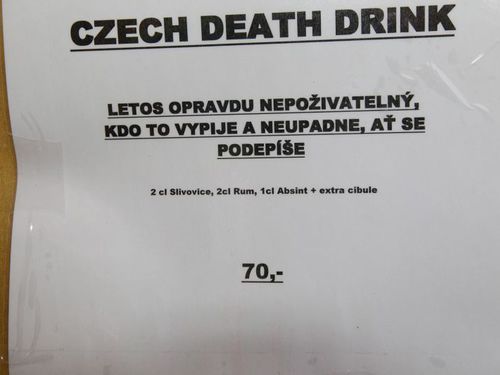 CZECH DEATH DRINK
LETOS OPRAVDU NEPOŽIVATELNÝ,
KDO TO VYPIJE A NEUPADNE, AŤ SE
PODEPÍŠE
2 cl Slivovice, 2cl Rum, 1cl Absint + extra cibule
70,-